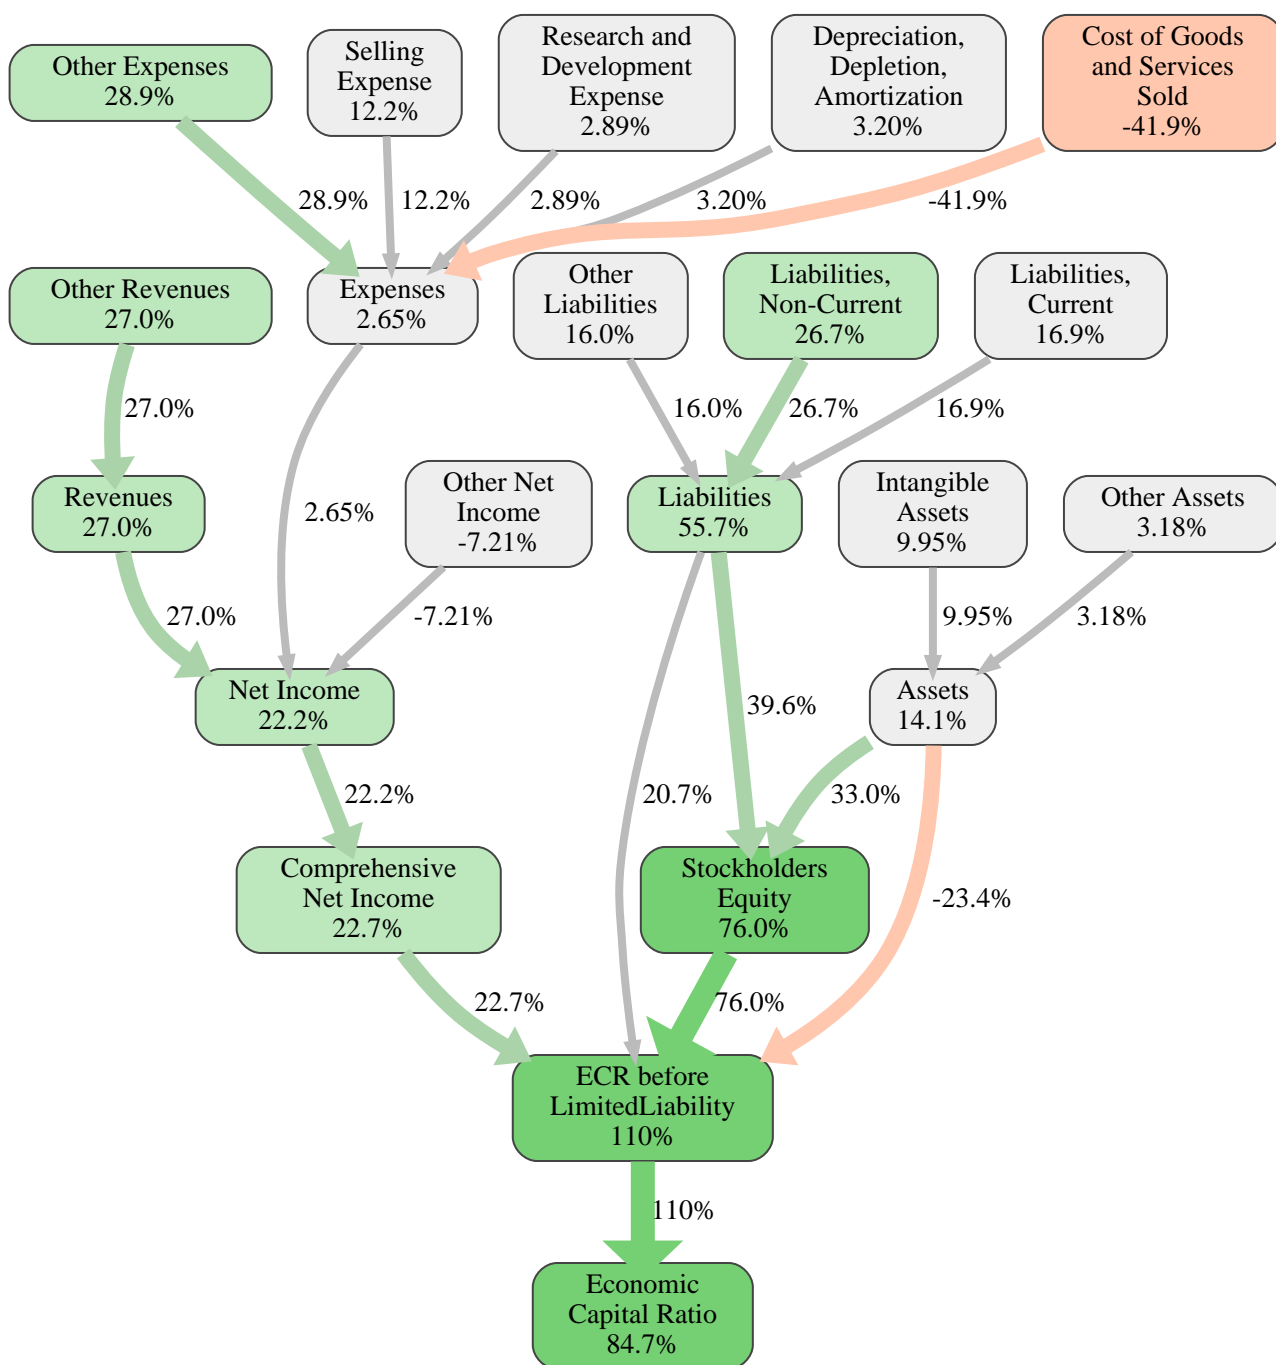 Other Expenses
28.9%
Selling
Expense
12.2%
Research and
Development
Expense
2.89%
Depreciation,
Depletion,
Amortization
3.20%
Cost of Goods
and Services
Sold
-41.9%
28.9%
12.2%
2.89%
3.20%
-41.9%
Other Revenues
27.0%
Expenses
2.65%
Other
Liabilities
16.0%
Liabilities,
Non-Current
26.7%
Liabilities,
Current
16.9%
27.0%
16.0%
26.7%
16.9%
Revenues
27.0%
2.65%
Other Net
Income
-7.21%
Liabilities
55.7%
Intangible
Assets
9.95%
Other Assets
3.18%
27.0%
-7.21%
9.95%
3.18%
Net Income
22.2%
39.6%
Assets
14.1%
22.2%
20.7%
33.0%
Comprehensive
Net Income
22.7%
Stockholders
Equity
76.0%
-23.4%
22.7%
76.0%
ECR before
LimitedLiability
110%
110%
Economic
Capital Ratio
84.7%